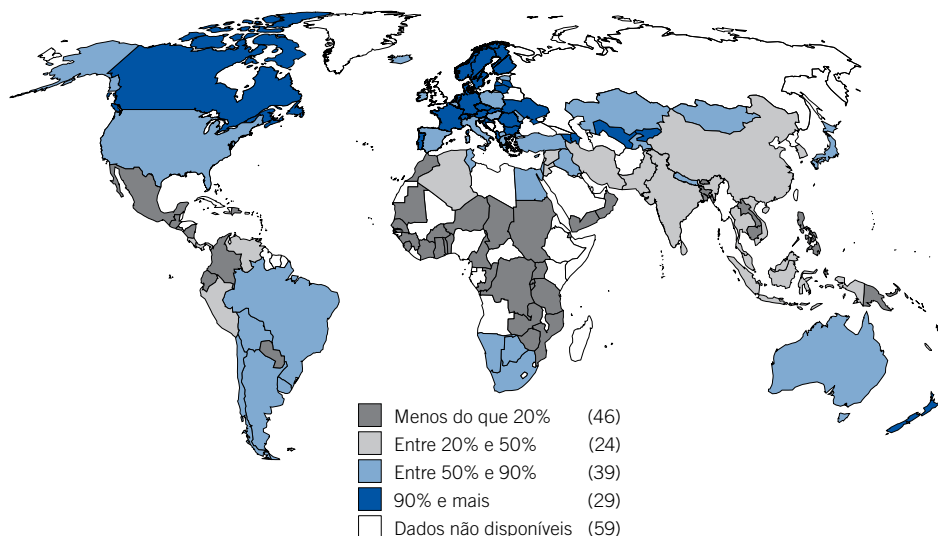 Menos do que 20% (46)
Entre 20% e 50% (24)
Entre 50% e 90% (39)
90% e mais (29)
Dados não disponíveis (59)